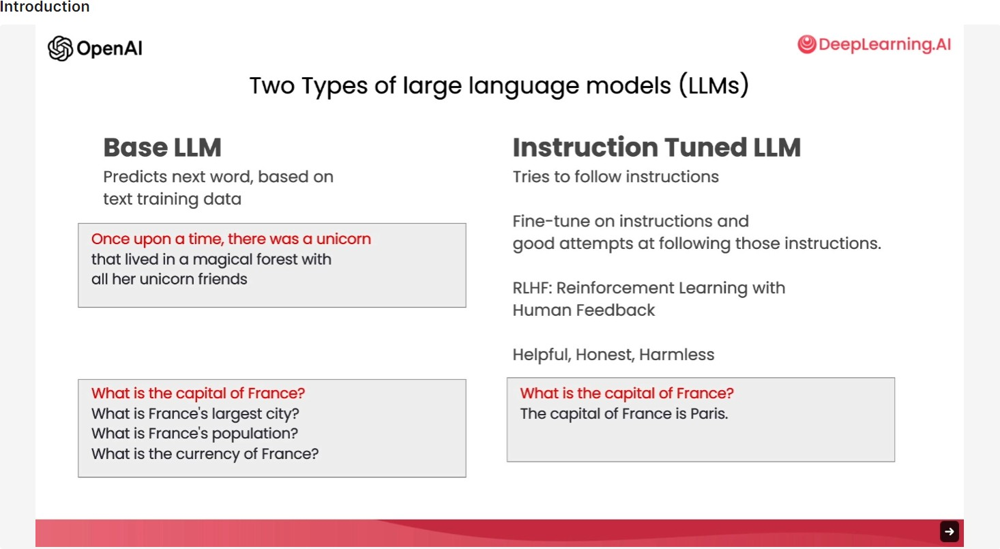 Introduction
OpenAI
DeepLearning.AI
Two Types of large language models (LLMs)
Base LLM
Predicts next word, based on
text training data
Once upon a time, there was a unicorn
that lived in a magical forest with
all her unicorn friends
What is the capital of France?
What is France's largest city?
What is France's population?
What is the currency of France?
Instruction Tuned LLM
Tries to follow instructions
Fine-tune on instructions and
good attempts at following those instructions.
RLHF: Reinforcement Learning with
Human Feedback
Helpful, Honest, Harmless
What is the capital of France?
The capital of France is Paris.